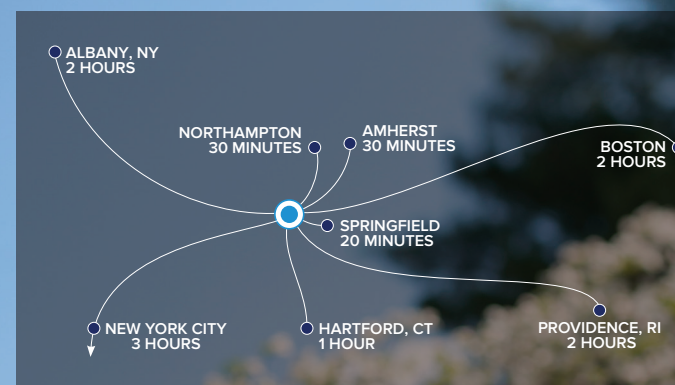 ALBANY, NY
2 HOURS
NORTHAMPTON
30 MINUTES
AMHERST
30 MINUTES
BOSTON
2 HOURS
SPRINGFIELD
20 MINUTES
NEW YORK CITY
3 HOURS
HARTFORD, CT
1 HOUR
PROVIDENCE, RI
2 HOURS